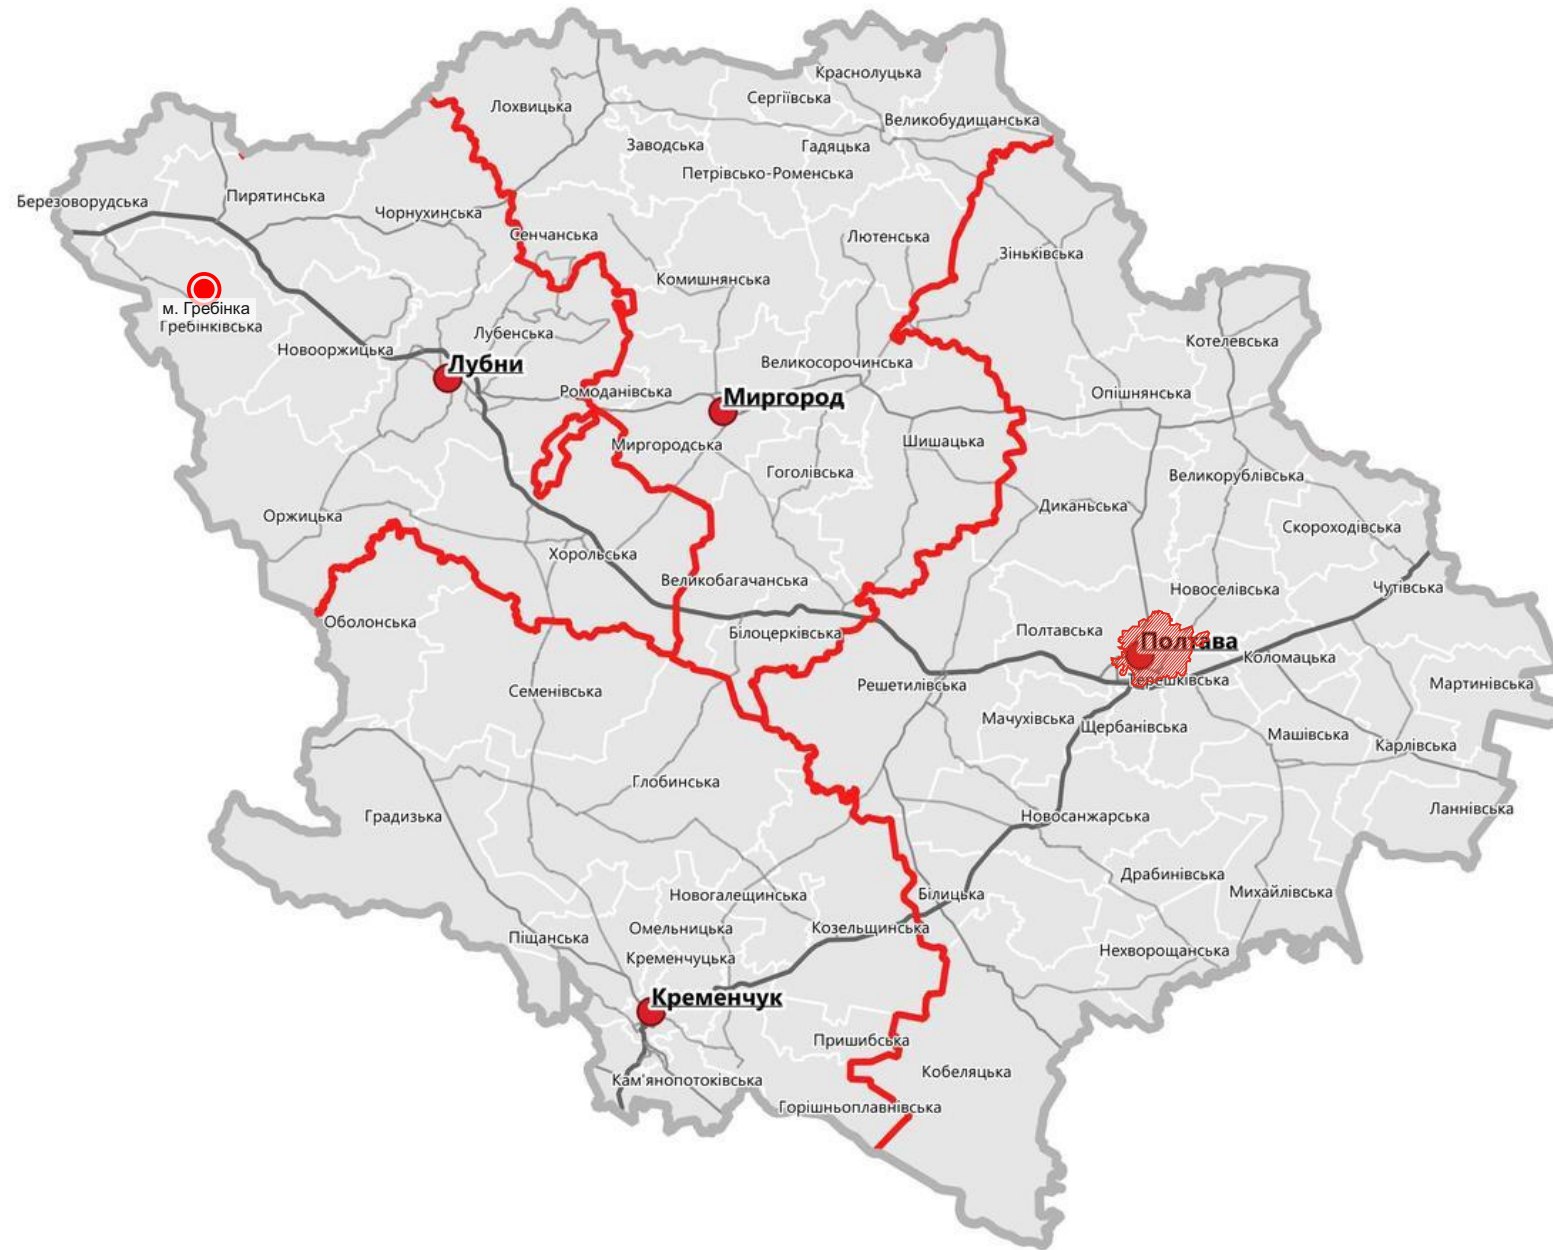 Краснолуцька
Сергіївська
Лохвицька
Великобудищанська
Заводська
Гадяцька
Петрівсько-Роменська
Пирятинська
Березоворудська
Чорнухинська
Сенчанська
Лютенська
Зіньківська
Комишнянська
м. Гребінка
Гребінківська
Лубенська
Котелевська
Новооржицька
Великосорочинська
Лубни
Ромоданівська
Опішнянська
Миргород
Миргородська
Шишацька
Гоголівська
Великорублівська
Диканьська
Оржицька
Скороходівська
Хорольська
Великобагачанська
Чутівська
Новоселівська
Оболонська
Білоцерківська
Полтавська
Полтава
Коломацька
Терешківська
Решетилівська
Мартинівська
Семенівська
Мачухівська
Щербанівська
Машівська
Карлівська
Глобинська
Ланнівська
Градизька
Новосанжарська
Драбинівська
Михайлівська
Новогалещинська
Білицька
Омельницька
Козельщинська
Піщанська
Нехворощанська
Кременчуцька
Кременчук
Пришибська
Кобеляцька
Кам'янопотоківська
Горішньоплавнівська